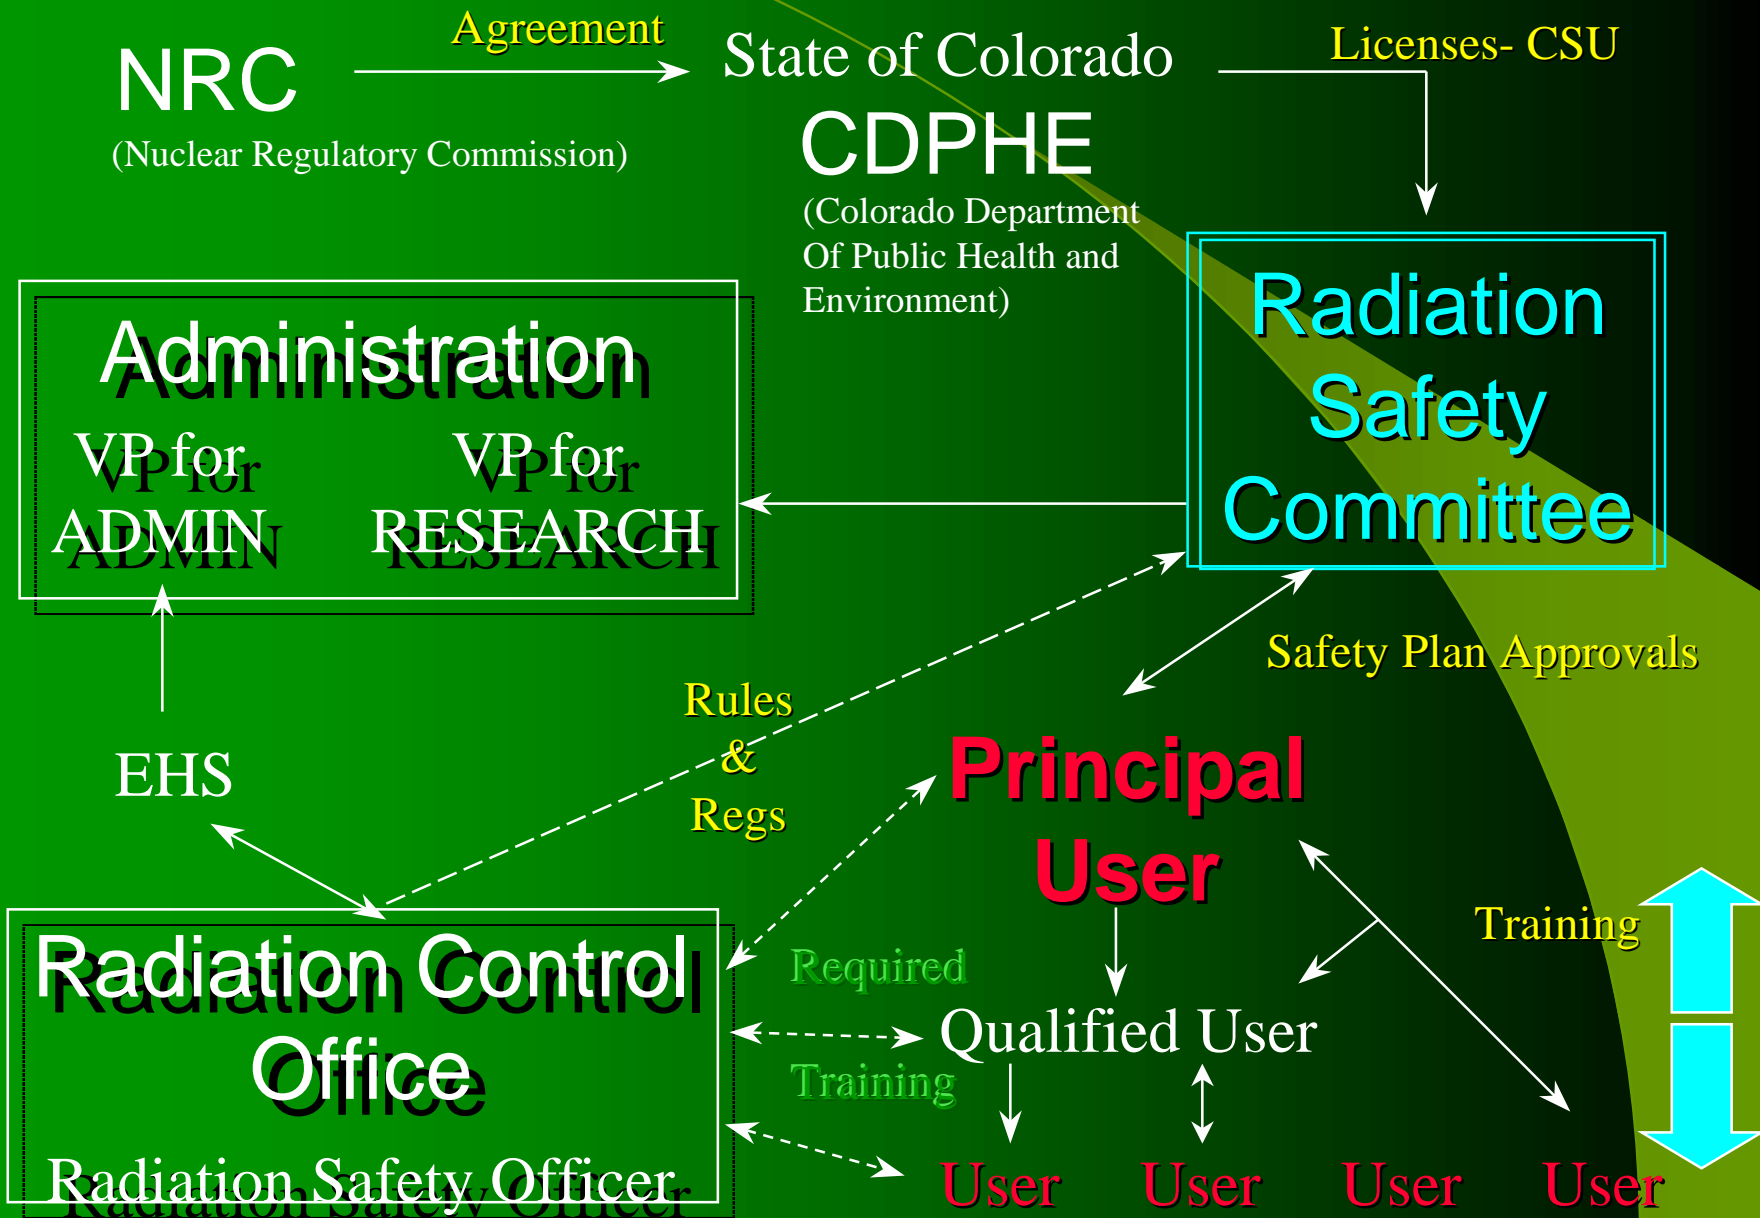 NRC
(Nuclear Regulatory Commission)
Agreement
State of Colorado
CDPHE
(Colorado Department
Of Public Health and
Environment)
Licenses- CSU
Radiation
Safety
Committee
Administration
VP for
ADMIN
VP for
RESEARCH
Safety Plan Approvals
Rules
&
Regs
EHS
Principal
User
Training
Radiation Control
Office
Radiation Safety Officer
Required
Training
Qualified User
User
User
User
User